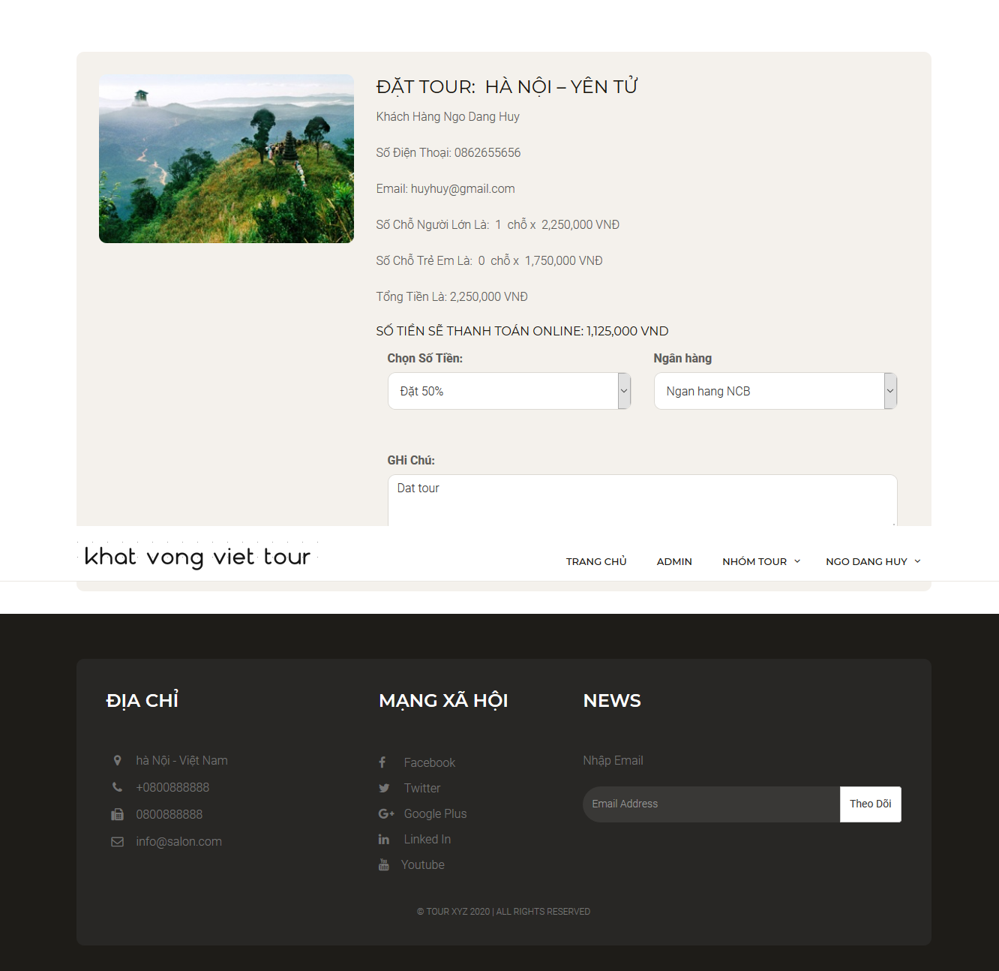 ĐẶT TOUR: HÀ NỘI – YÊN TỬ
Khách Hàng Ngo Dang Huy
Số Điện Thoại: 0862655656
Email: huyhuy@gmail.com
Số Chỗ Người Lớn Là: 1 chỗ x 2,250,000 VNĐ
Số Chỗ Trẻ Em Là: 0 chỗ x 1,750,000 VNĐ
Tổng Tiền Là: 2,250,000 VNĐ
SỐ TIỀN SẼ THANH TOÁN ONLINE: 1,125,000 VND
Chọn Số Tiền:
Ngân hàng
Đặt 50%
Ngan hang NCB
GHi Chú:
Dat tour
khat vong viet tour
TRANG CHỦ
ADMIN
NHÓM TOUR
NGO DANG HUY
ĐỊA CHỈ
hà Nội - Việt Nam
+0800888888
0800888888
info@salon.com
MẠNG XÃ HỘI
Facebook
Twitter
Google Plus
Linked In
Youtube
NEWS
Nhập Email
Email Address
Theo Dõi
© TOUR XYZ 2020 | ALL RIGHTS RESERVED